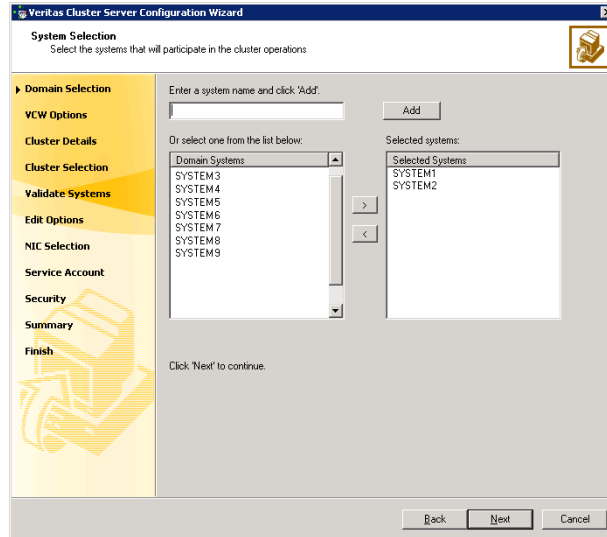 Veritas Cluster Server Configuration Wizard
System Selection
Select the systems that will participate in the cluster operations
Domain Selection
VCW Options
Cluster Details
Cluster Selection
Validate Systems
Edit Options
NIC Selection
Service Account
Security
Summary
Finish
Enter a system name and click 'Add'.
Add
Or select one from the list below:
Domain Systems
SYSTEM3
SYSTEM4
SYSTEM5
SYSTEM6
SYSTEM7
SYSTEM8
SYSTEM9
>
<
Selected systems:
Selected Systems
SYSTEM1
SYSTEM2
Click 'Next' to continue.
Back
Next
Cancel